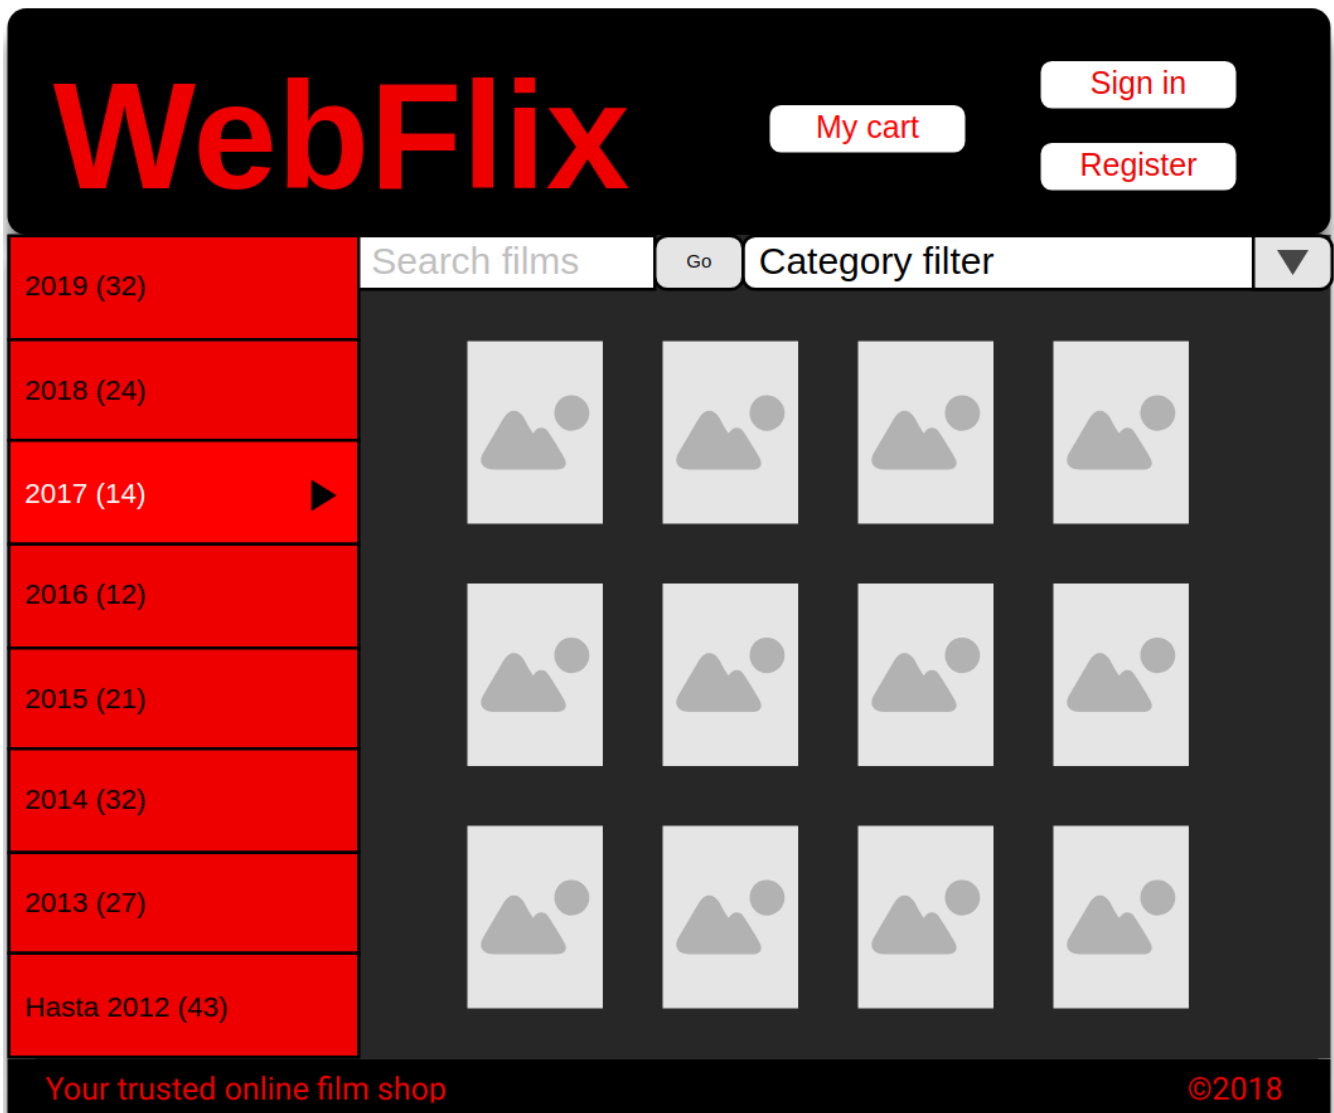 WebFlix
My cart
Sign in
Register
Search films
Go
Category filter
2019 (32)
2018 (24)
2017 (14)
2016 (12)
2015 (21)
2014 (32)
2013 (27)
Hasta 2012 (43)
Your trusted online film shop
©2018